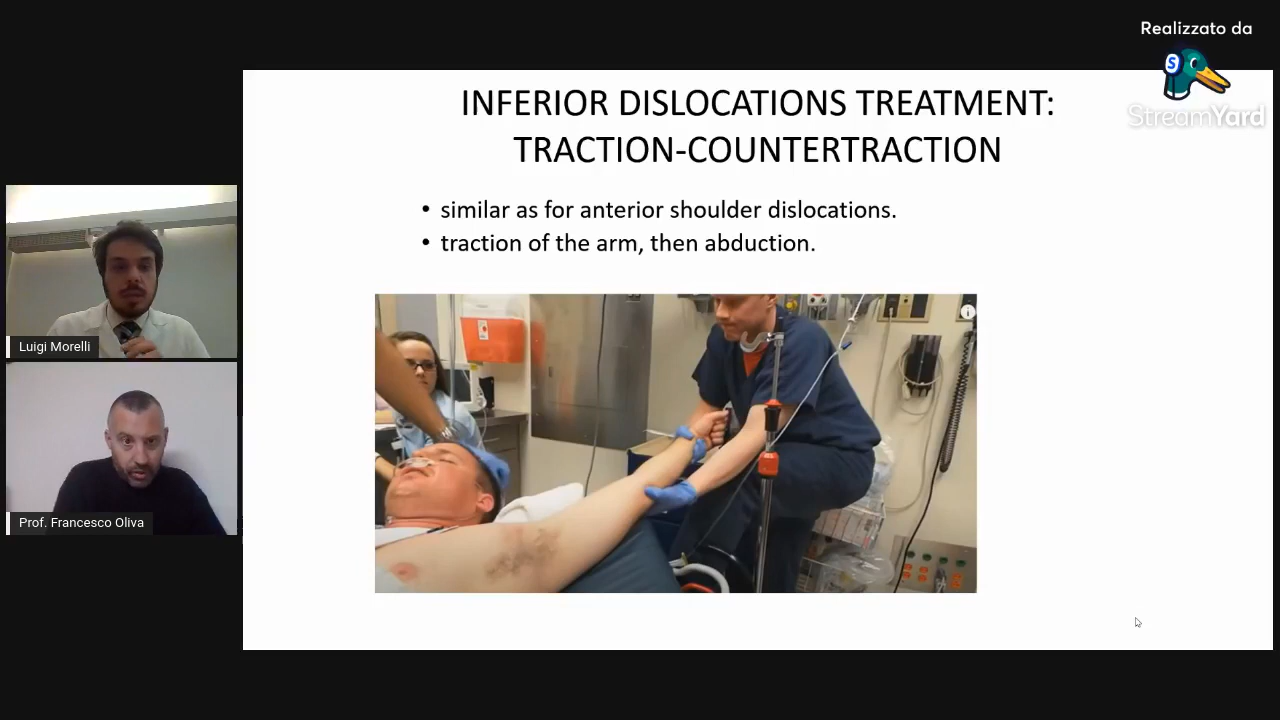 Realizzato da
StreamYard
INFERIOR DISLOCATIONS TREATMENT:
TRACTION-COUNTERTRACTION
• similar as for anterior shoulder dislocations.
• traction of the arm, then abduction.
Luigi Morelli
Prof. Francesco Oliva